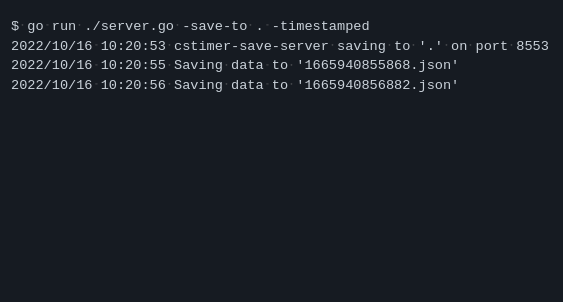 $ go run ./server.go -save-to . -timestamped
2022/10/16 10:20:53 cstimer-save-server saving to '.' on port 8553
2022/10/16 10:20:55 Saving data to '1665940855868.json'
2022/10/16 10:20:56 Saving data to '1665940856882.json'